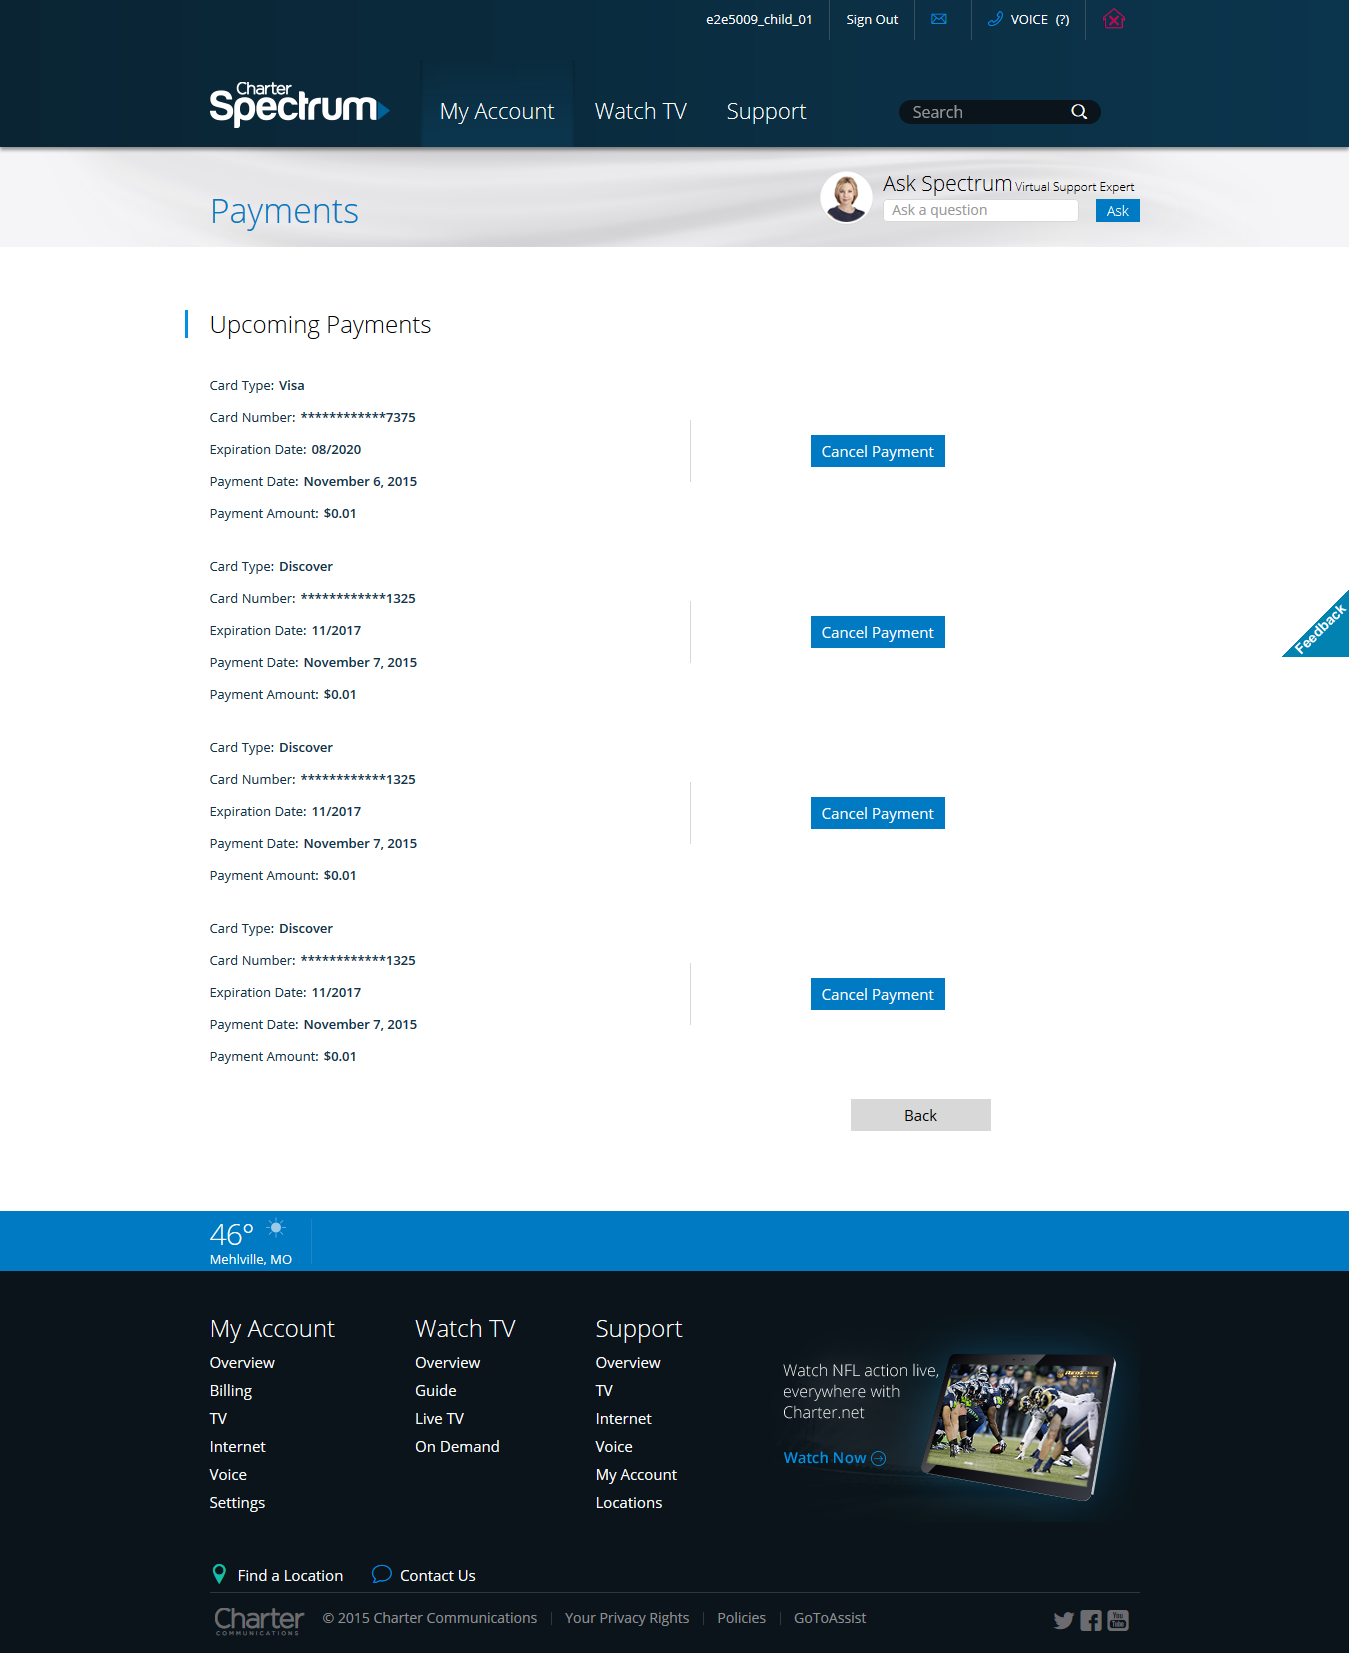 e2e5009_child_01 Sign Out VOICE (?)
Charter
Spectrum
My Account Watch TV Support Search
Payments
Ask Spectrum Virtual Support Expert
Ask a question Ask
Upcoming Payments
Card Type: Visa
Card Number: ************7375
Expiration Date: 08/2020
Cancel Payment
Payment Date: November 6, 2015
Payment Amount: $0.01
Card Type: Discover
Card Number: ************1325
Expiration Date: 11/2017
Cancel Payment
Payment Date: November 7, 2015
Payment Amount: $0.01
Feedback
Card Type: Discover
Card Number: ************1325
Expiration Date: 11/2017
Cancel Payment
Payment Date: November 7, 2015
Payment Amount: $0.01
Card Type: Discover
Card Number: ************1325
Expiration Date: 11/2017
Cancel Payment
Payment Date: November 7, 2015
Payment Amount: $0.01
Back
46°
Mehlville, MO
My Account
Overview
Billing
TV
Internet
Voice
Settings
Watch TV
Overview
Guide
Live TV
On Demand
Support
Overview
TV
Internet
Voice
My Account
Locations
Watch NFL action live,
everywhere with
Charter.net
Watch Now
Find a Location Contact Us
Charter
COMMUNICATIONS
© 2015 Charter Communications Your Privacy Rights Policies GoToAssist
You
Tube